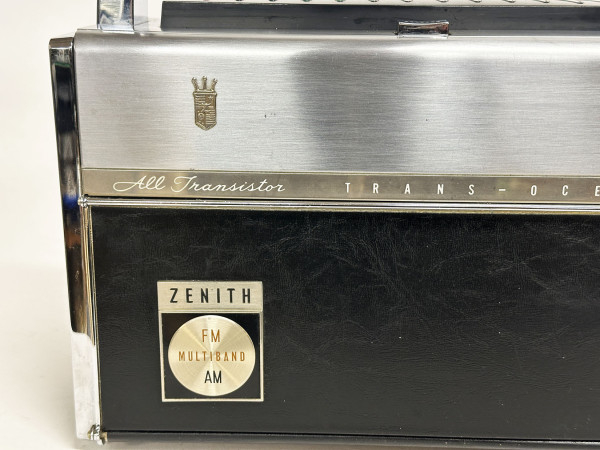 All Transistor TRANS-OCE
ZENITH
FM
MULTIBAND
AM